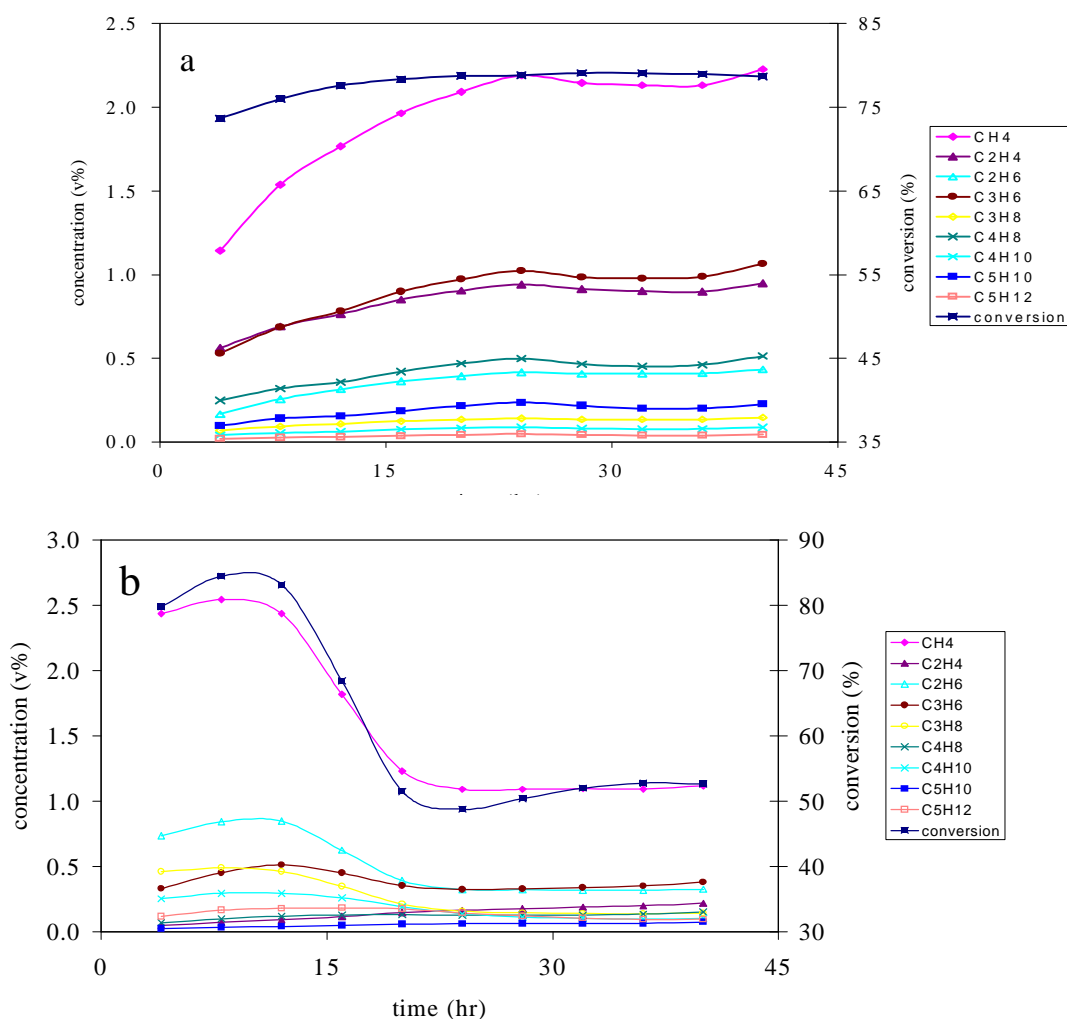 a
2.5
2.0
1.5
1.0
0.5
0.0
concentration (v%)
85
75
65
55
45
35
conversion (%)
0 15 30 45
CH4
C2H4
C2H6
C3H6
C3H8
C4H8
C4H10
C5H10
C5H12
conversion
b
3.0
2.5
2.0
1.5
1.0
0.5
0.0
concentration (v%)
90
80
70
60
50
40
30
conversion (%)
0 15 30 45
time (hr)
CH4
C2H4
C2H6
C3H6
C3H8
C4H8
C4H10
C5H10
C5H12
conversion